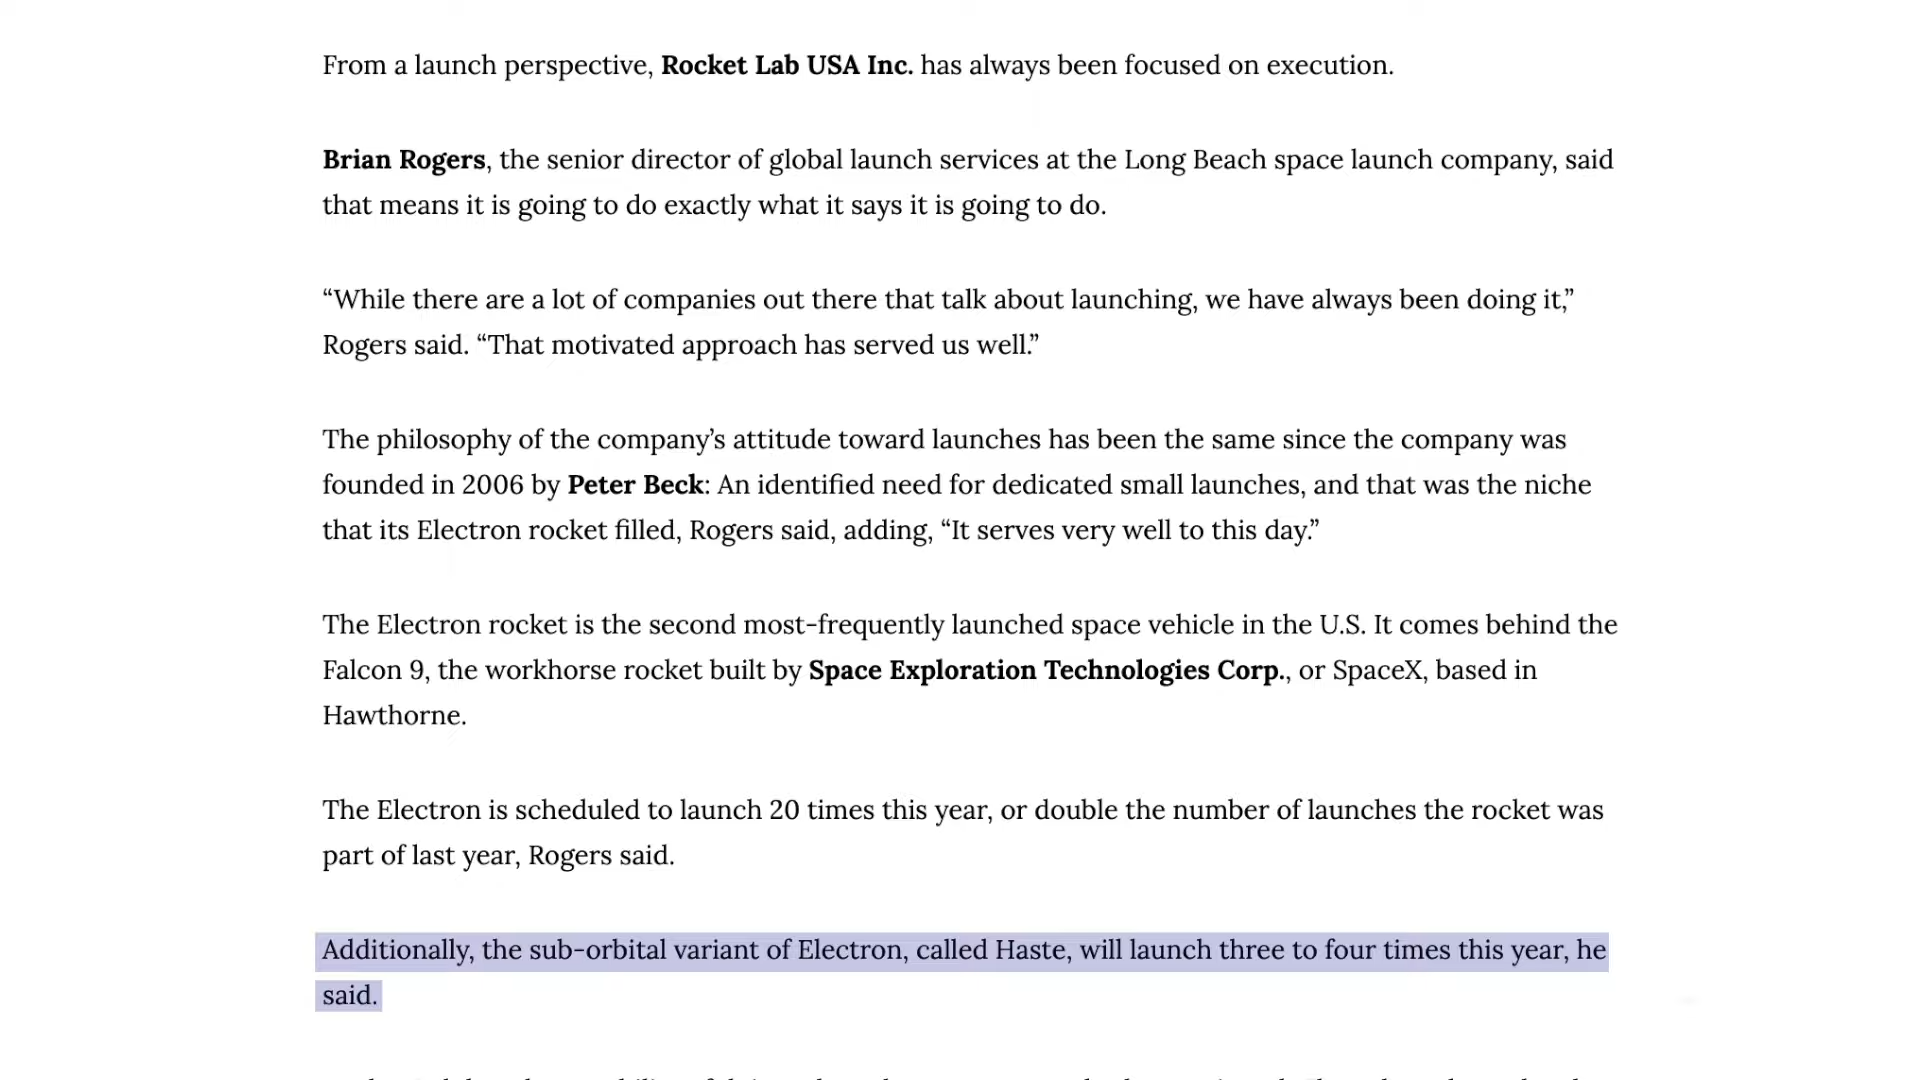 From a launch perspective, Rocket Lab USA Inc. has always been focused on execution.
Brian Rogers, the senior director of global launch services at the Long Beach space launch company, said
that means it is going to do exactly what it says it is going to do.
“While there are a lot of companies out there that talk about launching, we have always been doing it,”
Rogers said. “That motivated approach has served us well.”
The philosophy of the company’s attitude toward launches has been the same since the company was
founded in 2006 by Peter Beck: An identified need for dedicated small launches, and that was the niche
that its Electron rocket filled, Rogers said, adding, “It serves very well to this day.”
The Electron rocket is the second most-frequently launched space vehicle in the U.S. It comes behind the
Falcon 9, the workhorse rocket built by Space Exploration Technologies Corp., or SpaceX, based in
Hawthorne.
The Electron is scheduled to launch 20 times this year, or double the number of launches the rocket was
part of last year, Rogers said.
Additionally, the sub-orbital variant of Electron, called Haste, will launch three to four times this year, he
said.